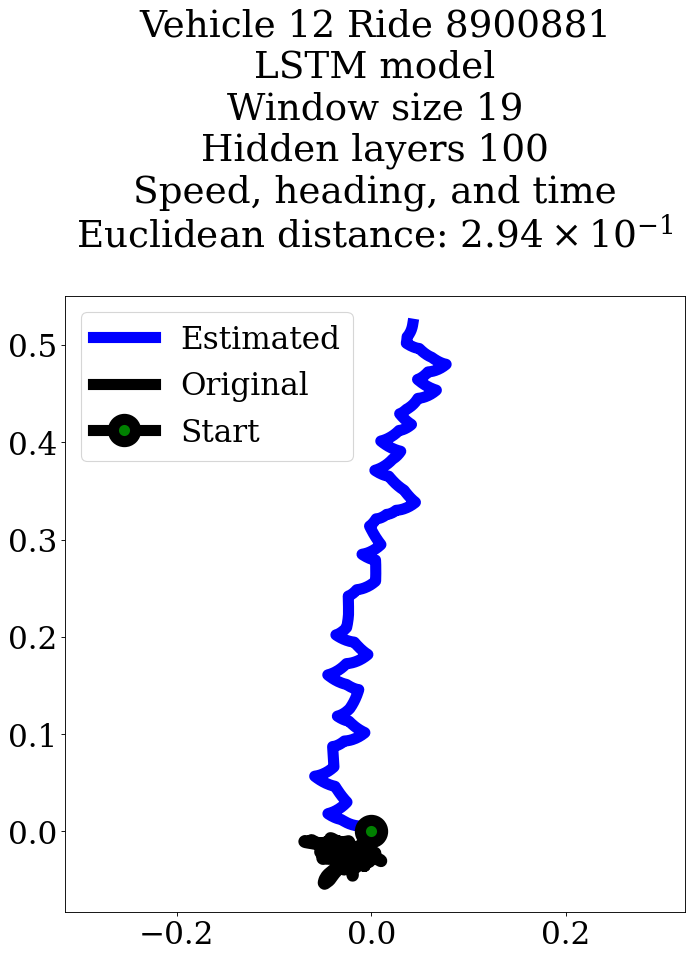 Vehicle 12 Ride 8900881
LSTM model
Window size 19
Hidden layers 100
Speed, heading, and time
Euclidean distance: $2.94 \times 10^{-1}$
Estimated
Original
Start
0.5
0.4
0.3
0.2
0.1
0.0
−0.2
0.0
0.2